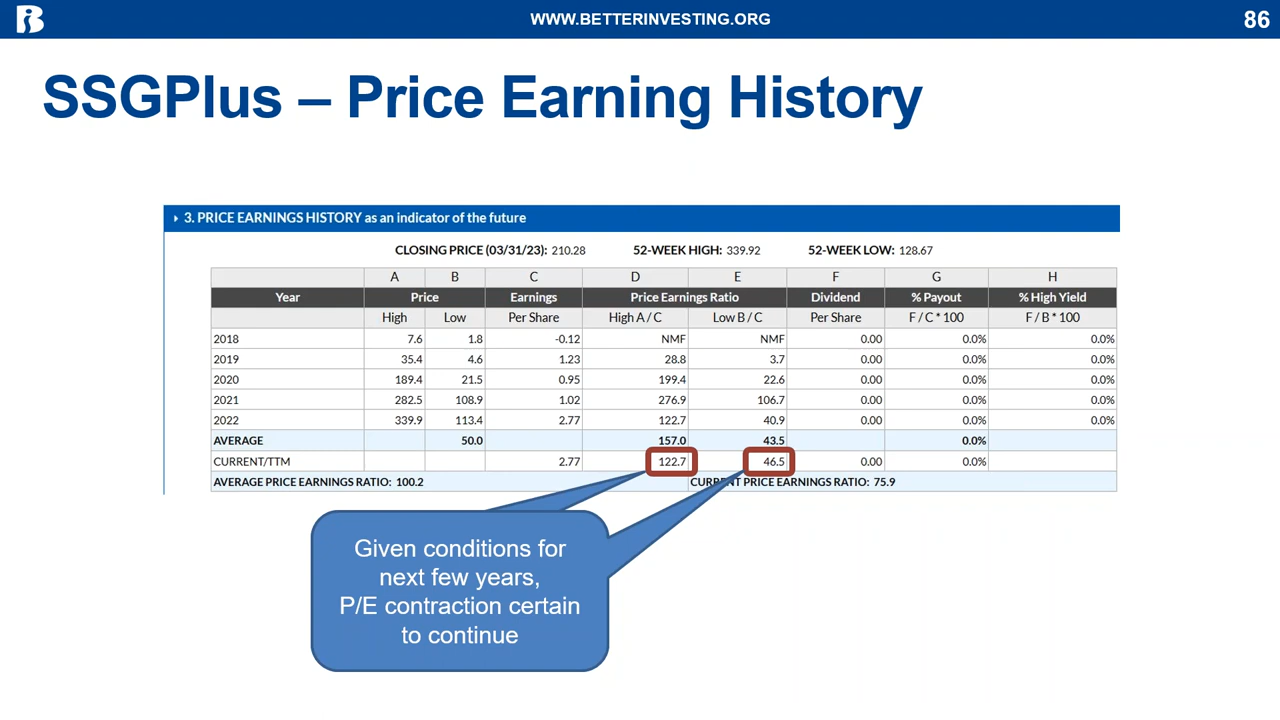 WWW.BETTERINVESTING.ORG 86
SSGPlus – Price Earning History
3. PRICE EARNINGS HISTORY as an indicator of the future
CLOSING PRICE (03/31/23): 210.28 52-WEEK HIGH: 339.92 52-WEEK LOW: 128.67
A B C D E F G H
Year Price Earnings Price Earnings Ratio Dividend % Payout % High Yield
High Low Per Share High A / C Low B / C Per Share F / C * 100 F / B * 100
2018 7.6 1.8 -0.12 NMF NMF 0.00 0.0% 0.0%
2019 35.4 4.6 1.23 28.8 3.7 0.00 0.0% 0.0%
2020 189.4 21.5 0.95 199.4 22.6 0.00 0.0% 0.0%
2021 282.5 108.9 1.02 276.9 106.7 0.00 0.0% 0.0%
2022 339.9 113.4 2.77 122.7 40.9 0.00 0.0% 0.0%
AVERAGE 50.0 157.0 43.5 0.0%
CURRENT/TTM 2.77 122.7 46.5 0.00 0.0%
AVERAGE PRICE EARNINGS RATIO: 100.2 CURRENT PRICE EARNINGS RATIO: 75.9
Given conditions for
next few years,
P/E contraction certain
to continue